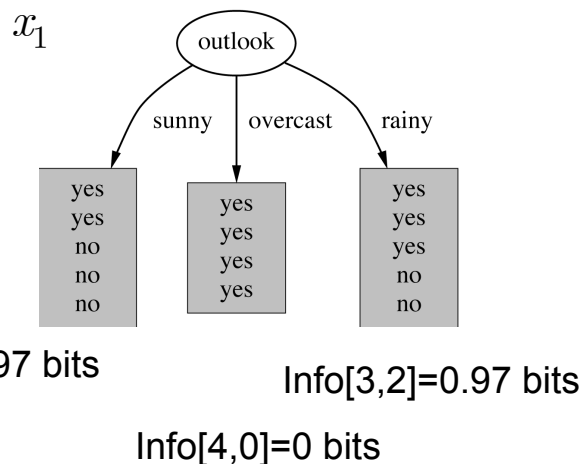 x₁
outlook
sunny overcast rainy
yes
yes
no
no
no
yes
yes
yes
yes
yes
yes
yes
no
no
97 bits
Info[3,2]=0.97 bits
Info[4,0]=0 bits